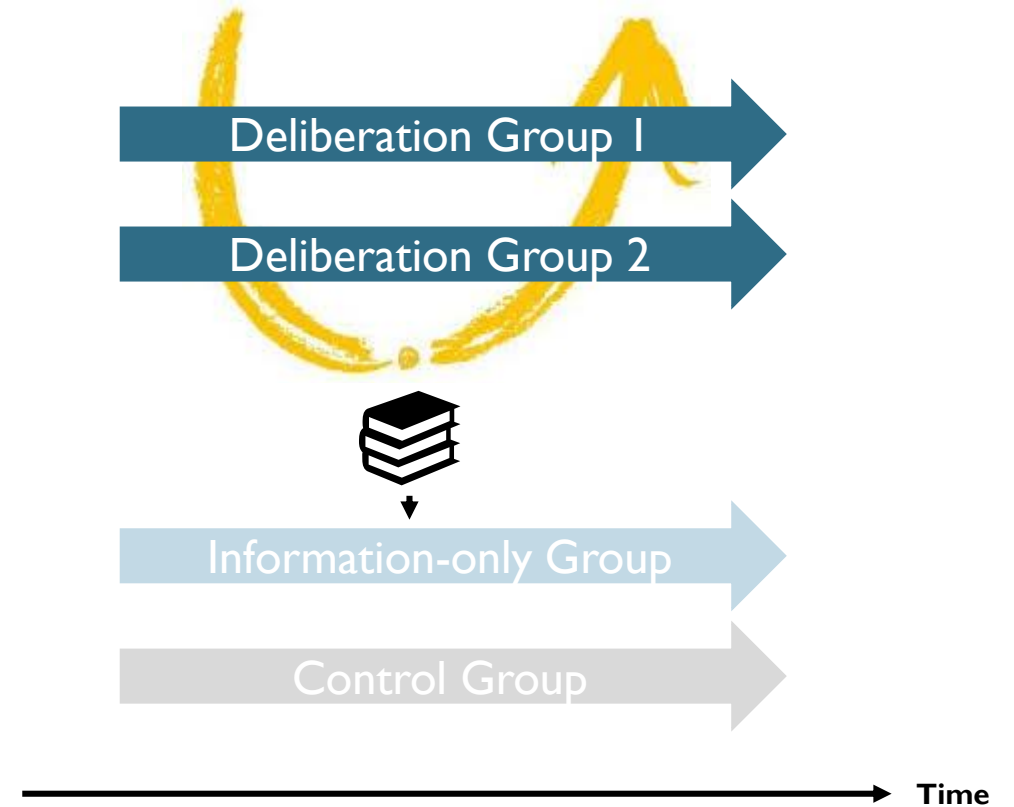 Deliberation Group 1
Deliberation Group 2
Information-only Group
Control Group
Time